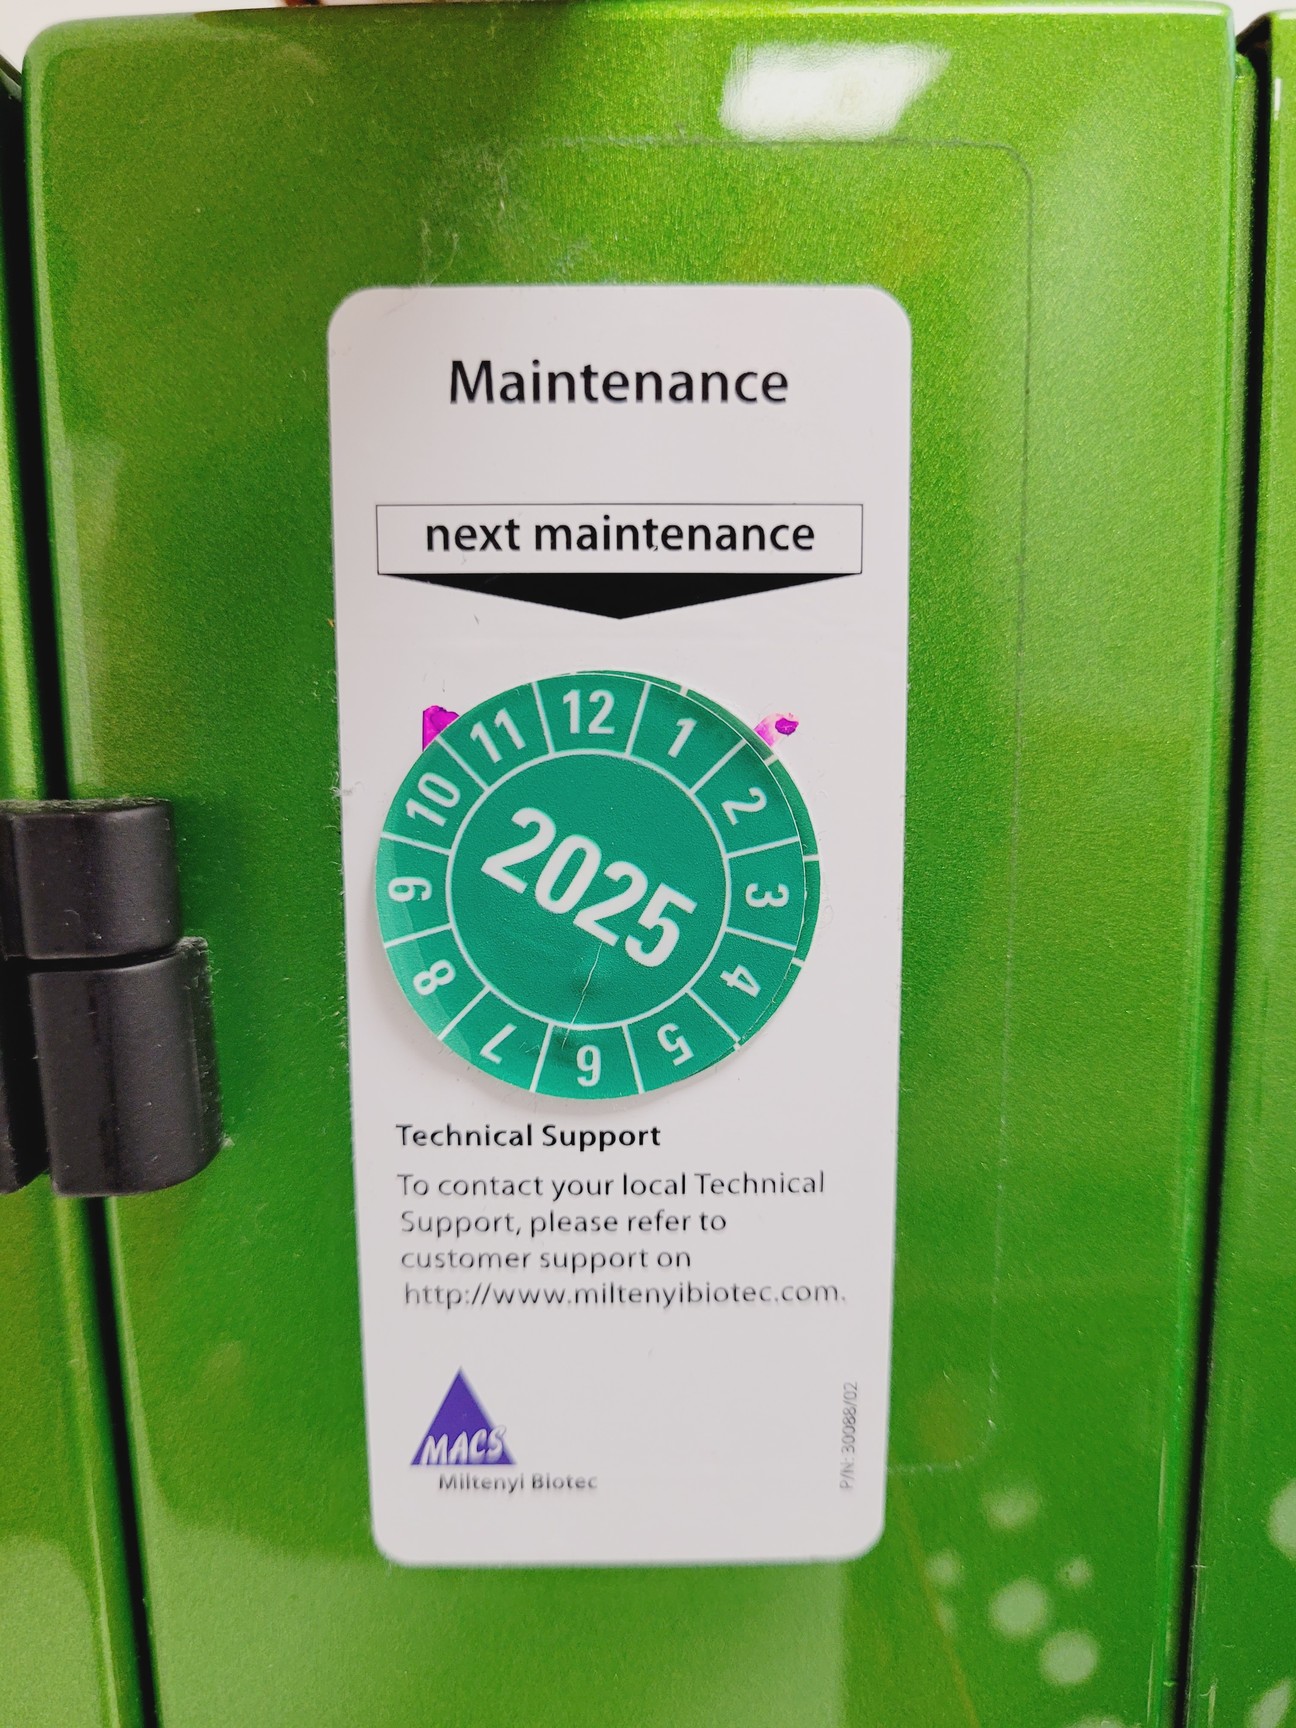 Maintenance
next maintenance
12
1
2
3
4
5
6
7
8
9
10
11
2025
Technical Support
To contact your local Technical
Support, please refer to
customer support on
http://www.miltenyibiotec.com.
MACS
Miltenyi Biotec
P/N: 30088/02